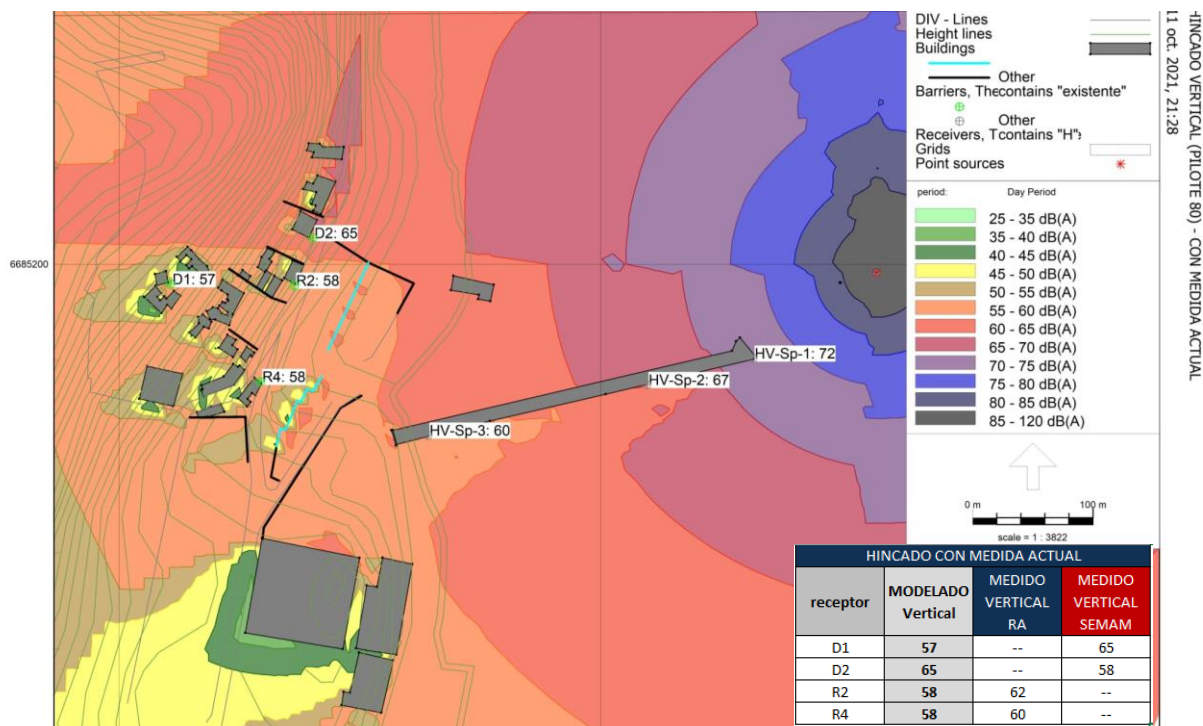 HINCADO VERTICAL (PILOTE 80) - CON MEDIDA ACTUAL
11 oct. 2021, 21:28
DIV - Lines
Height lines
Buildings
Other
Barriers, Thecontains "existente"
Other
Receivers, Tcontains "H";
Grids
Point sources
period: Day Period
25 - 35 dB(A)
35 - 40 dB(A)
40 - 45 dB(A)
45 - 50 dB(A)
50 - 55 dB(A)
55 - 60 dB(A)
60 - 65 dB(A)
65 - 70 dB(A)
70 - 75 dB(A)
75 - 80 dB(A)
80 - 85 dB(A)
85 - 120 dB(A)
0 m 100 m
scale = 1 : 3822
6685200
D2: 65
D1: 57
R2: 58
R4: 58
HV-Sp-1: 72
HV-Sp-2: 67
HV-Sp-3: 60
HINCADO CON MEDIDA ACTUAL
receptor MODELADO Vertical MEDIDO VERTICAL RA MEDIDO VERTICAL SEMAM
D1 57 -- 65
D2 65 -- 58
R2 58 62 --
R4 58 60 --